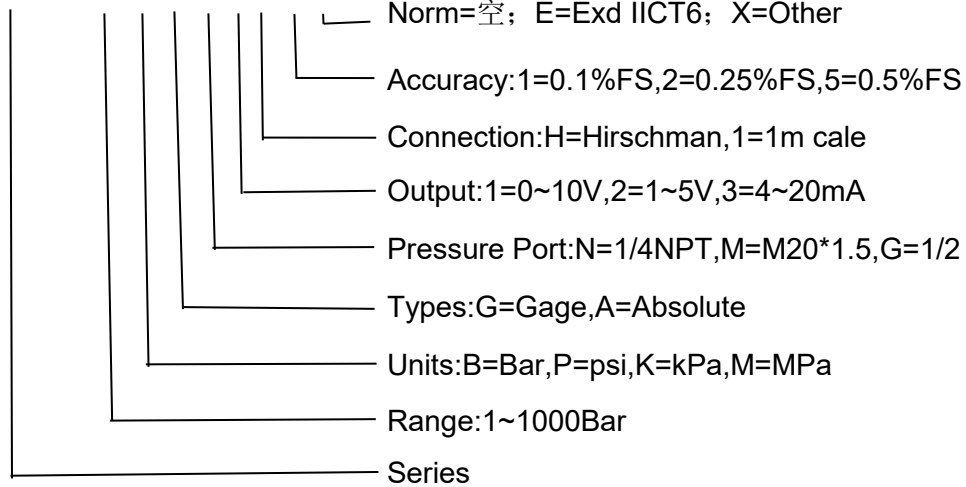 Norm=空；E=Exd IICT6；X=Other
Accuracy:1=0.1%FS,2=0.25%FS,5=0.5%FS
Connection:H=Hirschman,1=1m cale
Output:1=0~10V,2=1~5V,3=4~20mA
Pressure Port:N=1/4NPT,M=M20*1.5,G=1/2
Types:G=Gage,A=Absolute
Units:B=Bar,P=psi,K=kPa,M=MPa
Range:1~1000Bar
Series